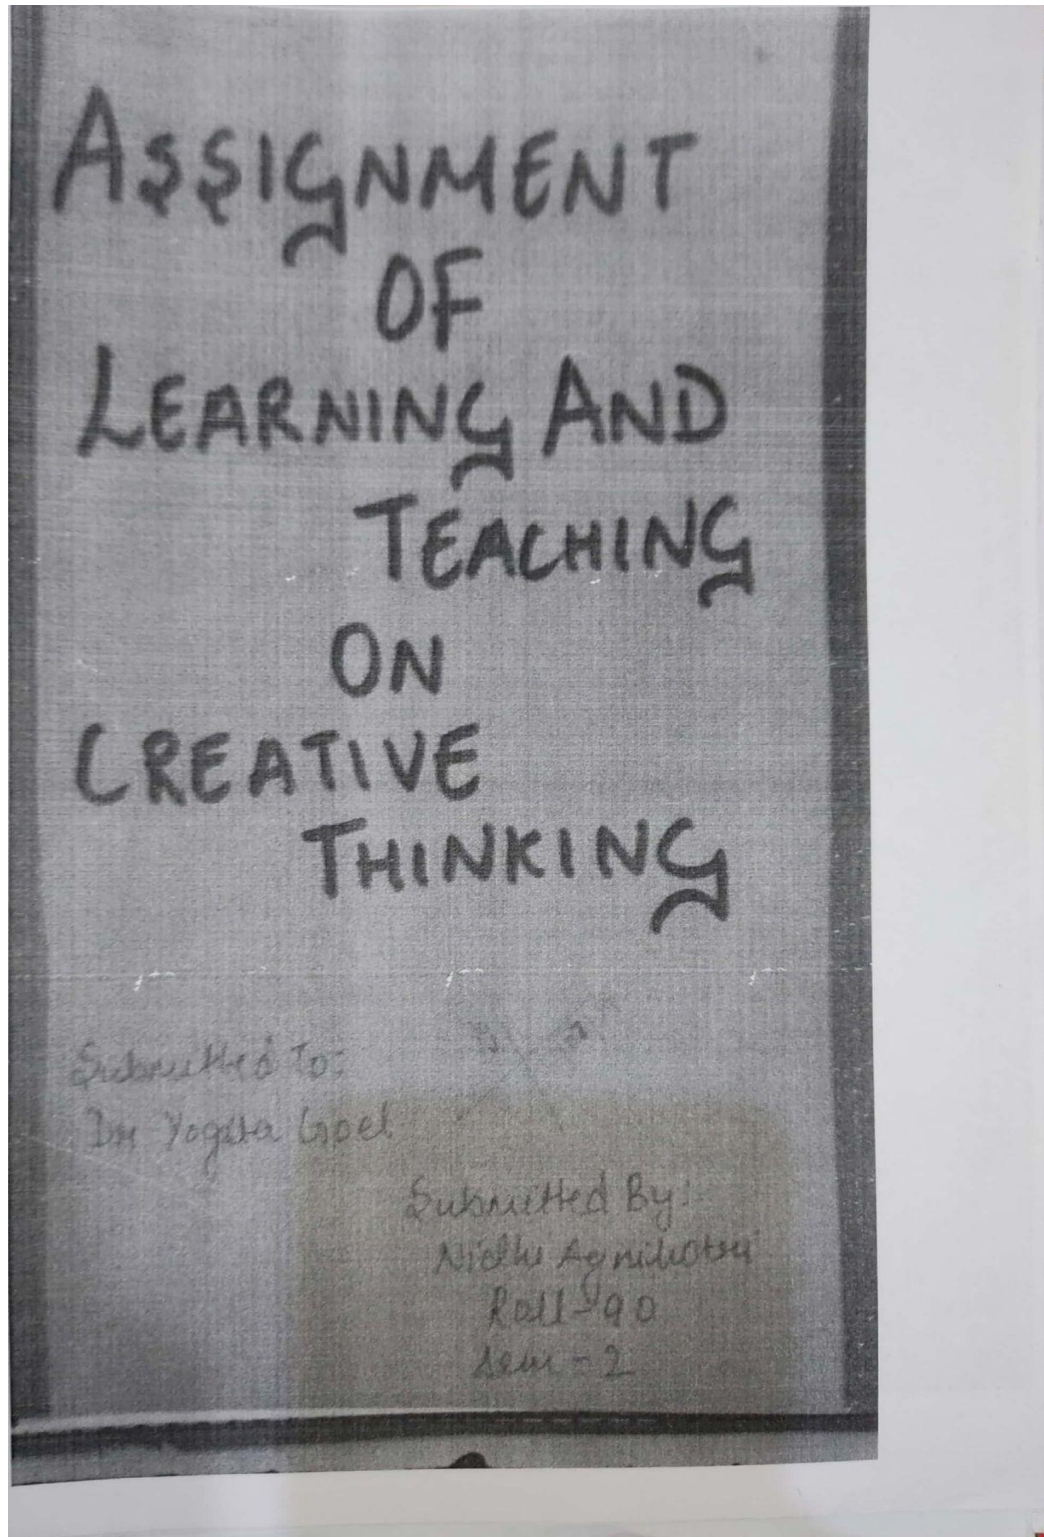 ASSIGNMENT
OF
LEARNING AND
TEACHING
ON
CREATIVE
THINKING
Submitted To:
Dr Yogita Goel
Submitted By:
Nidhi Agnihotri
Roll - 90
Sem - 2